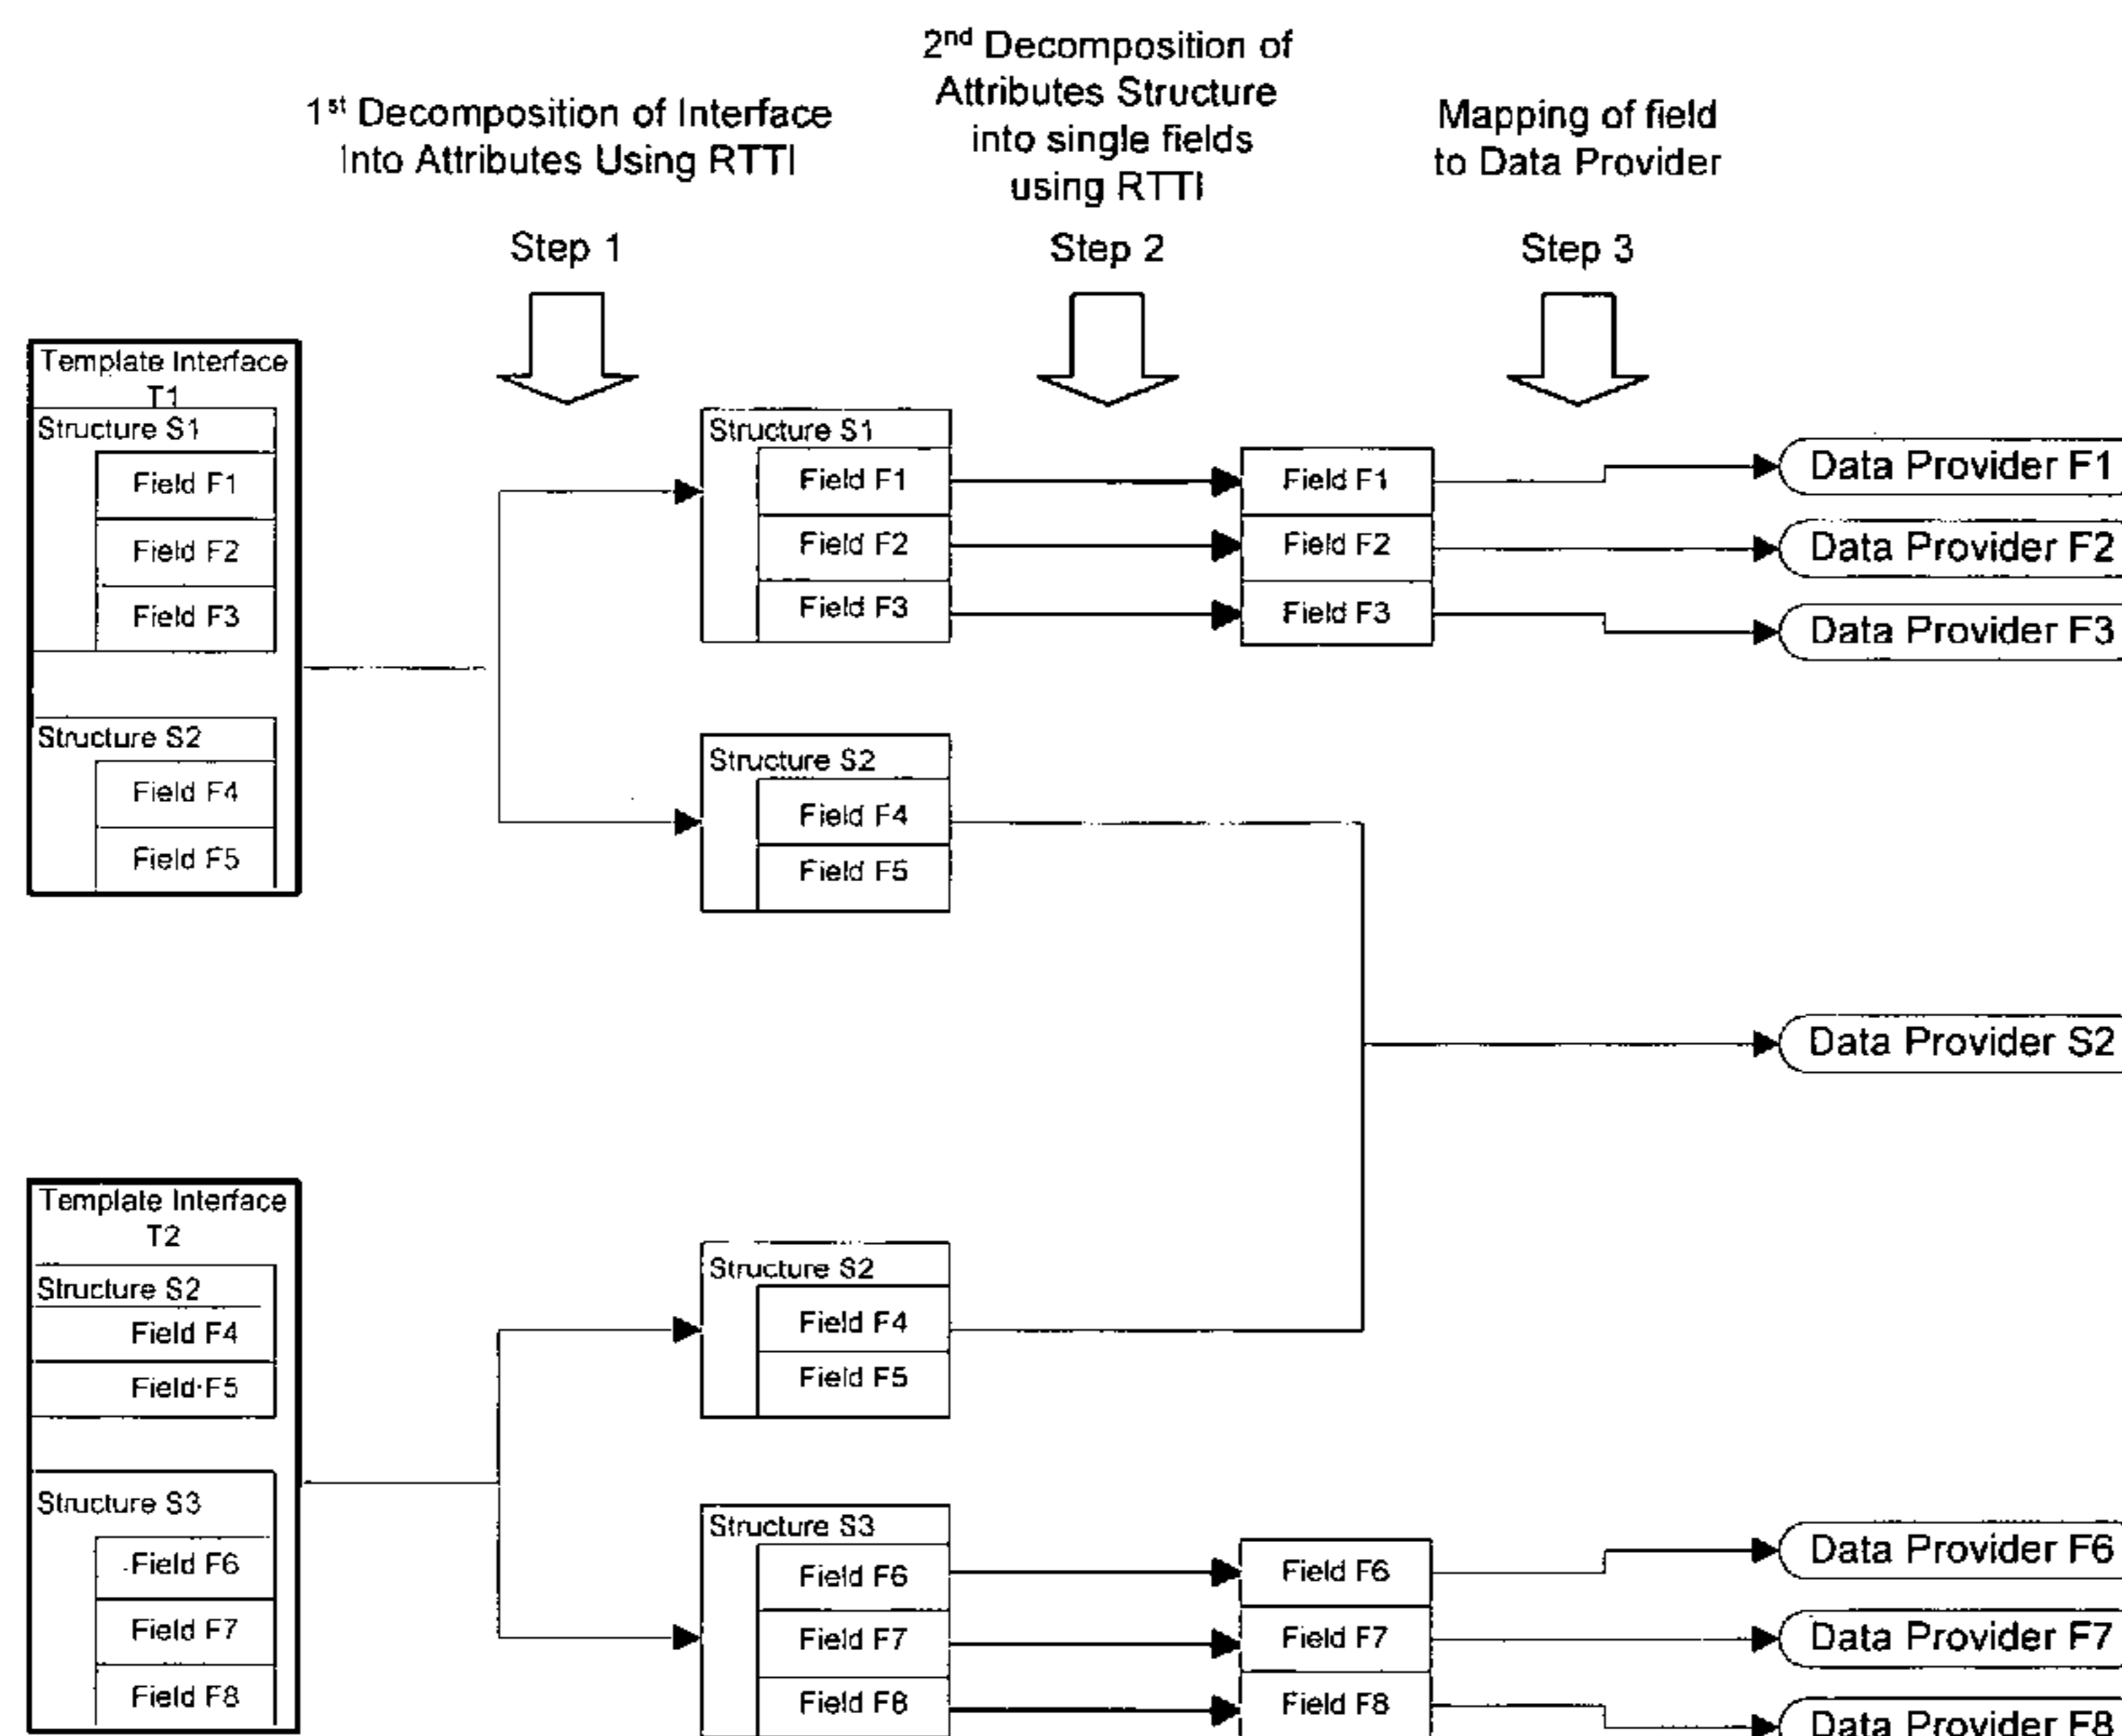 2nd Decomposition of
Attributes Structure
into single fields
using RTTI
1st Decomposition of Interface
Into Attributes Using RTTI
Mapping of field
to Data Provider
Step 1
Step 2
Step 3
Template Interface
T1
Structure S1
Field F1
Field F2
Field F3
Structure S2
Field F4
Field F5
Structure S1
Field F1
Field F2
Field F3
Field F1
Field F2
Field F3
Data Provider F1
Data Provider F2
Data Provider F3
Structure S2
Field F4
Field F5
Data Provider S2
Template Interface
T2
Structure S2
Field F4
Field F5
Structure S3
Field F6
Field F7
Field F8
Structure S2
Field F4
Field F5
Structure S3
Field F6
Field F7
Field F8
Field F6
Field F7
Field F8
Data Provider F6
Data Provider F7
Data Provider F8